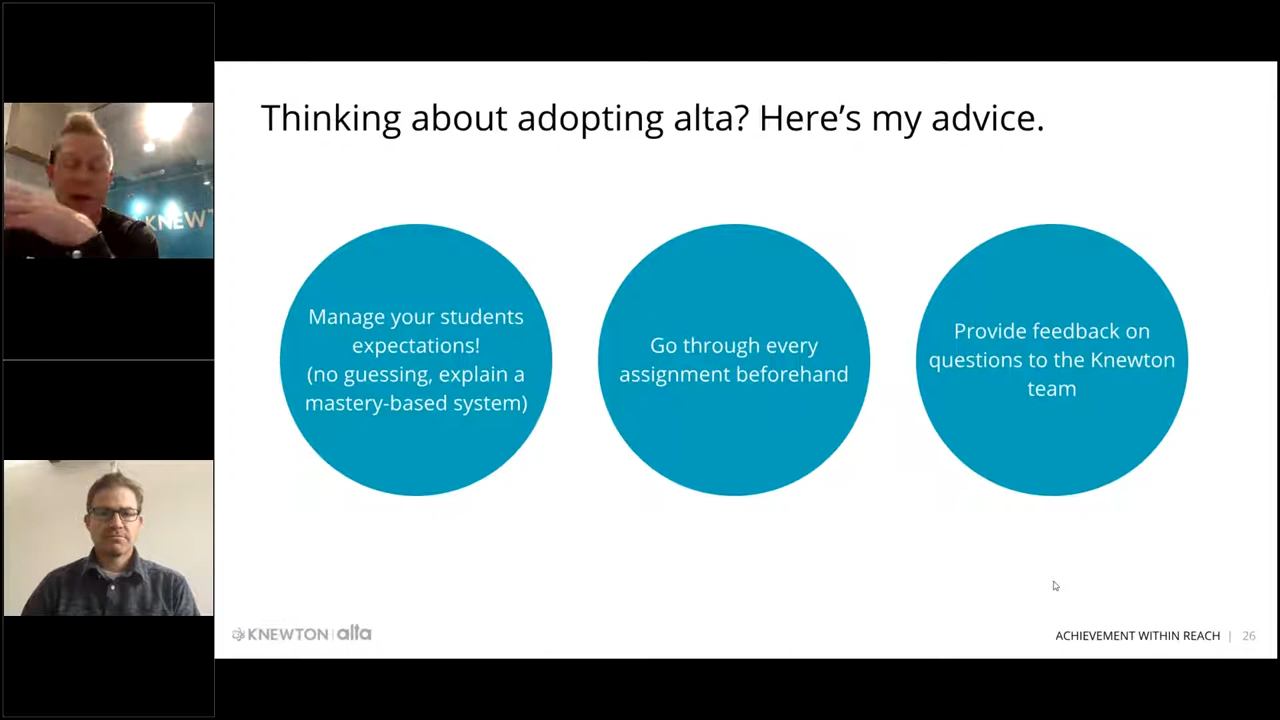 Thinking about adopting alta? Here's my advice.
Manage your students
expectations!
(no guessing, explain a
mastery-based system)
Go through every
assignment beforehand
Provide feedback on
questions to the Knewton
team
KNEWT
KNEWTON | alta
ACHIEVEMENT WITHIN REACH | 26